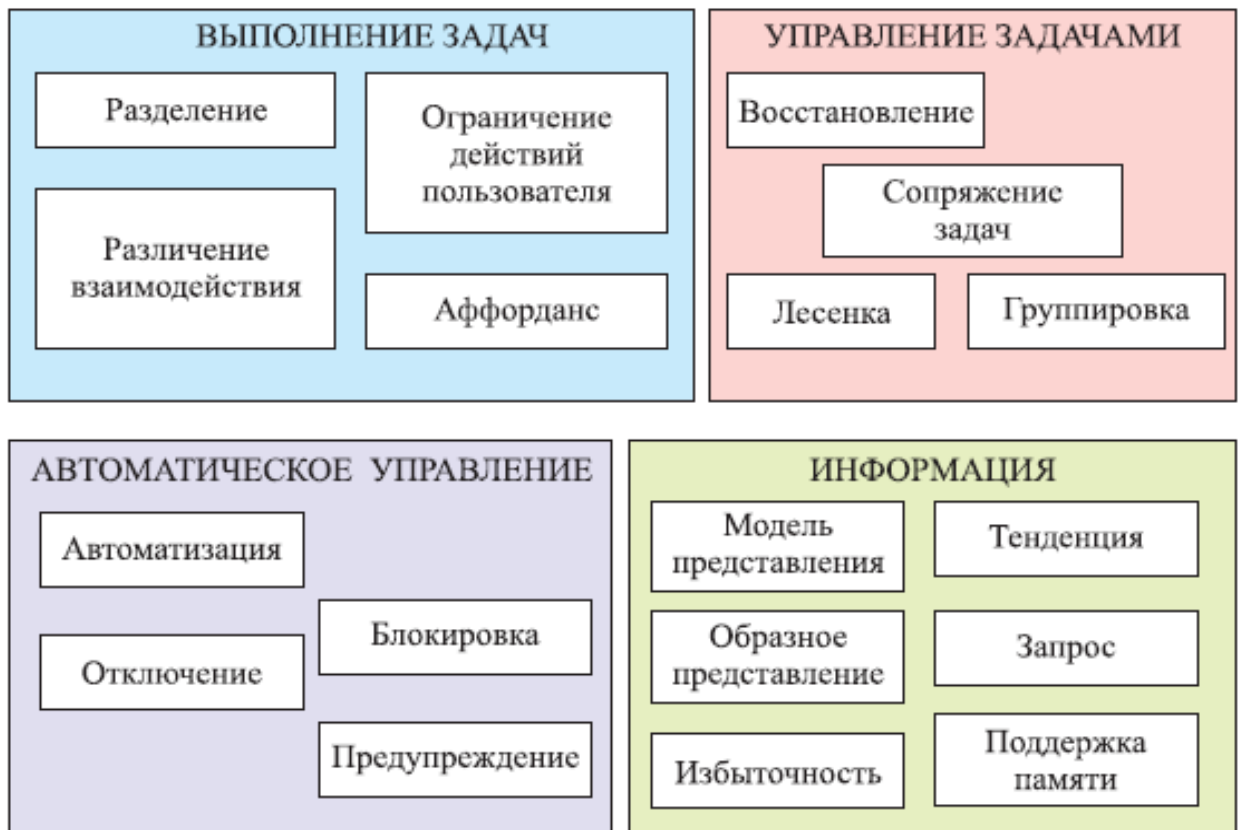 ВЫПОЛНЕНИЕ ЗАДАЧ
Разделение
Ограничение
действий
пользователя
Различение
взаимодействия
Аффорданс
УПРАВЛЕНИЕ ЗАДАЧАМИ
Восстановление
Сопряжение
задач
Лесенка
Группировка
АВТОМАТИЧЕСКОЕ УПРАВЛЕНИЕ
Автоматизация
Блокировка
Отключение
Предупреждение
ИНФОРМАЦИЯ
Модель
представления
Тенденция
Образное
представление
Запрос
Избыточность
Поддержка
памяти